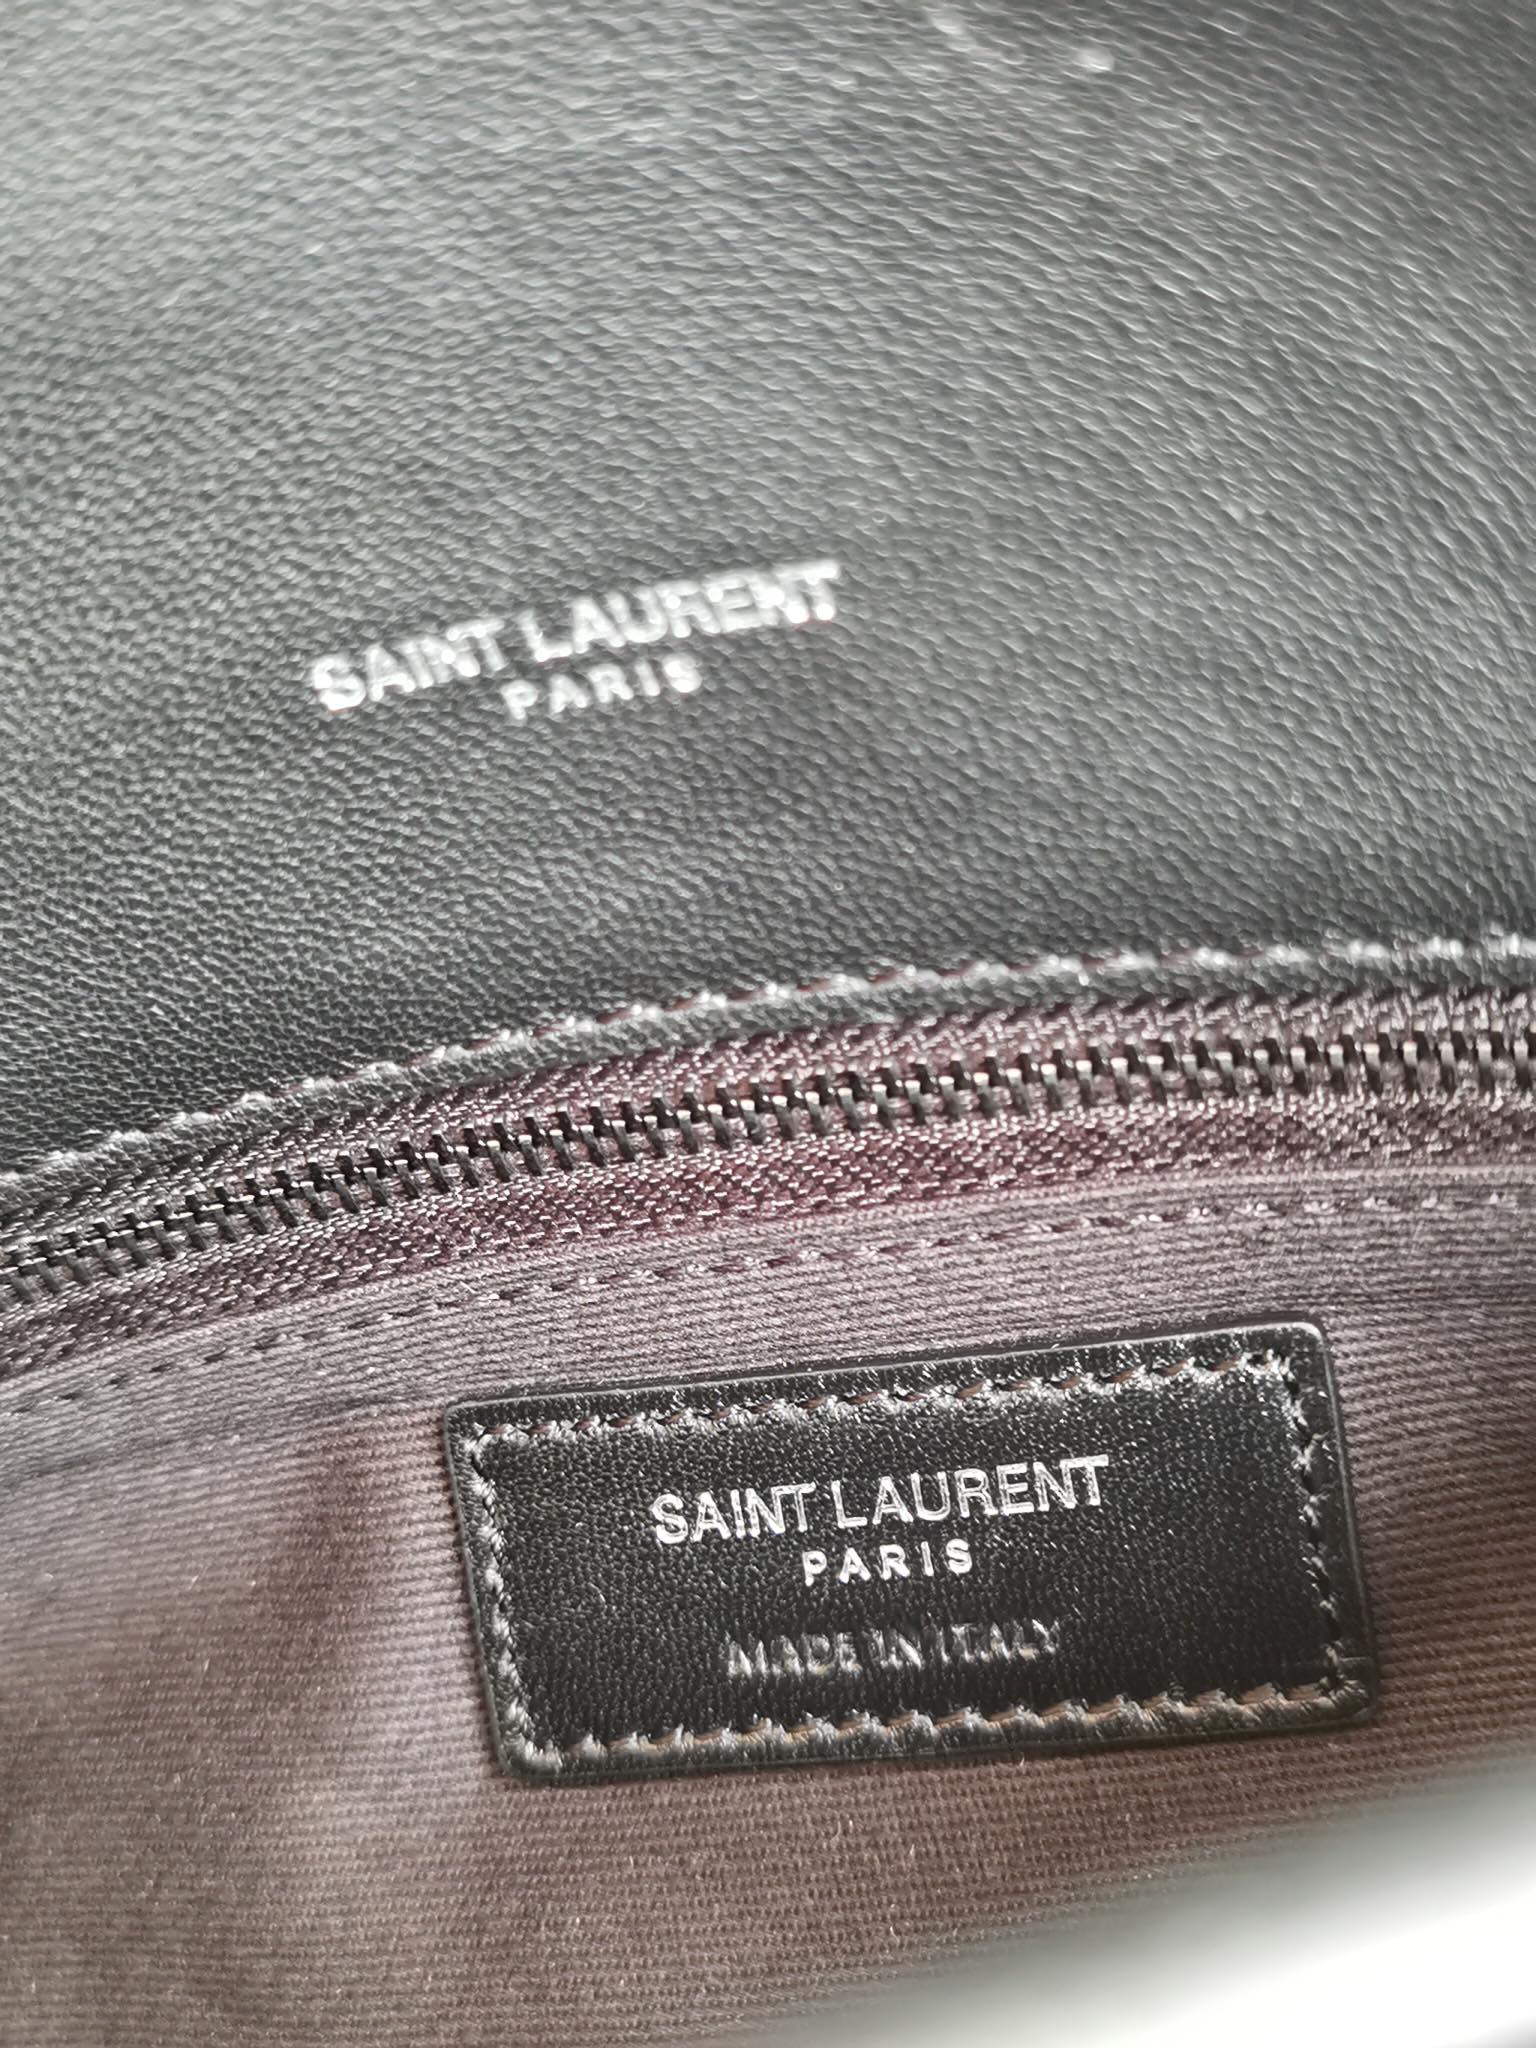 SAINT LAURENT
PARIS
SAINT LAURENT
PARIS
MADE IN ITALY